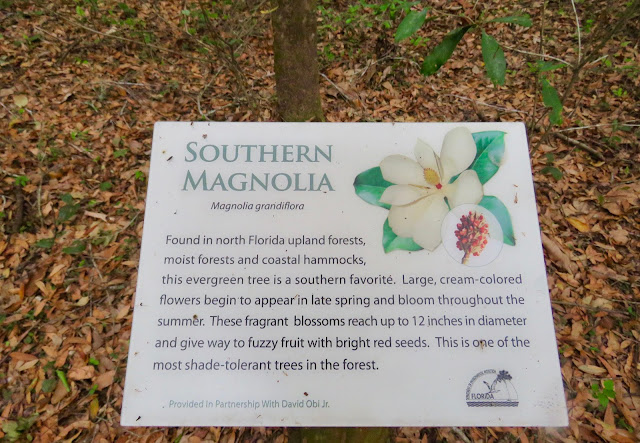 SOUTHERN
MAGNOLIA
Magnolia grandiflora
Found in north Florida upland forests,
moist forests and coastal hammocks,
this evergreen tree is a southern favorite. Large, cream-colored
flowers begin to appear in late spring and bloom throughout the
summer. These fragrant blossoms reach up to 12 inches in diameter
and give way to fuzzy fruit with bright red seeds. This is one of the
most shade-tolerant trees in the forest.
Provided In Partnership With David Obi Jr.
FLORIDA